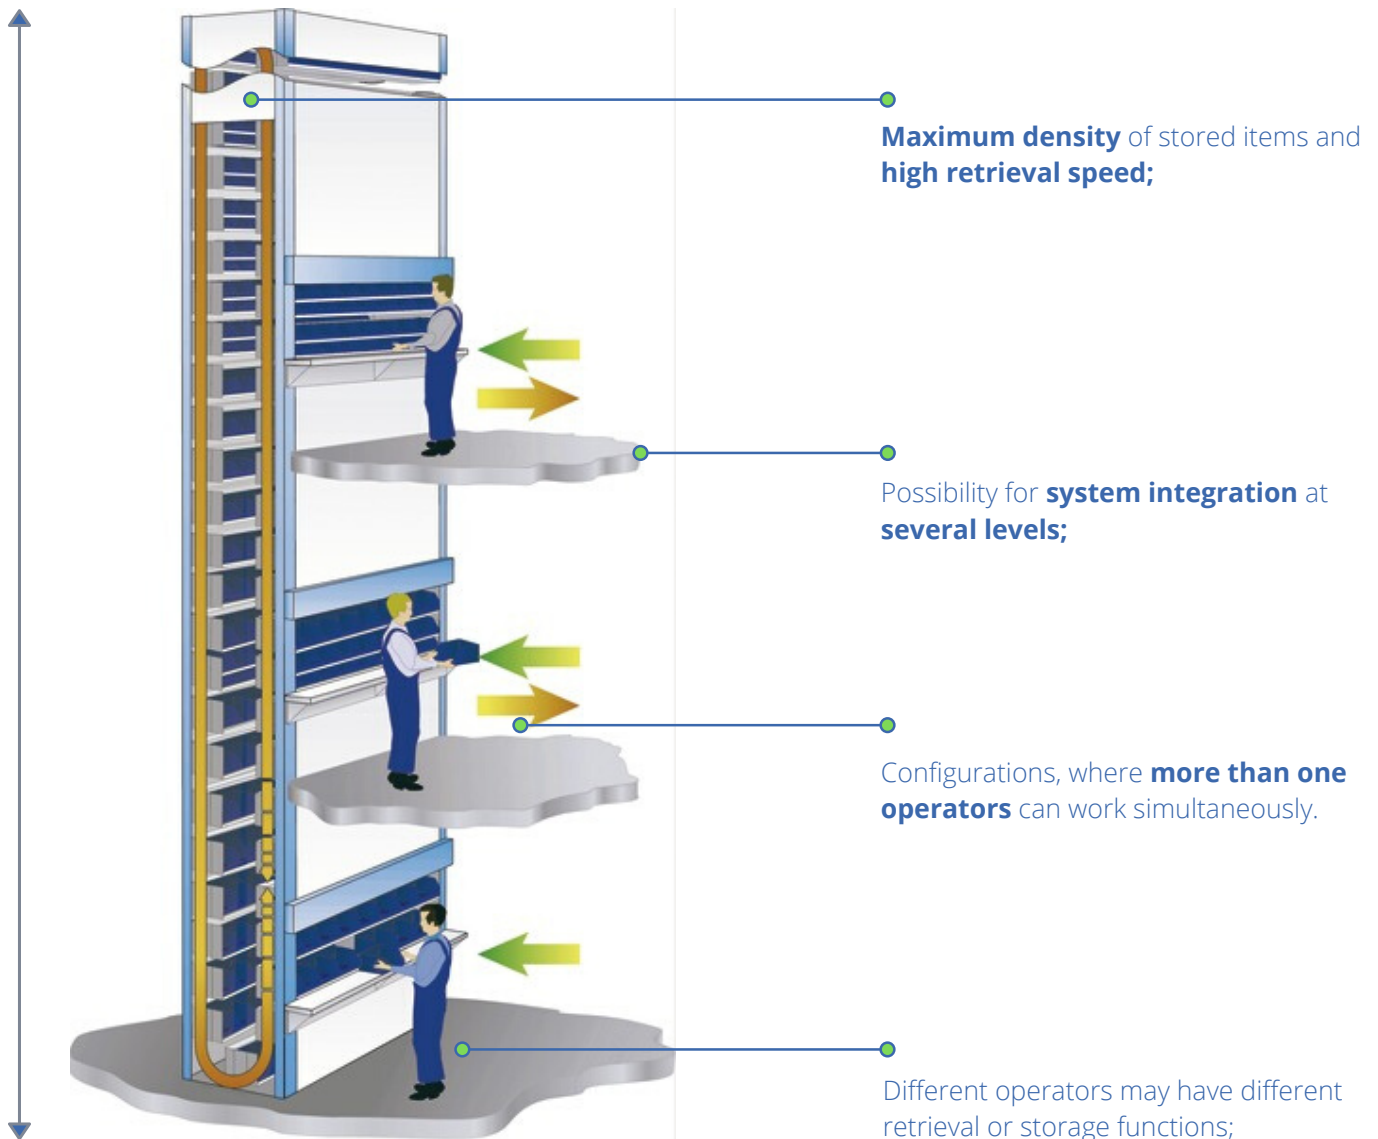 Maximum density of stored items and
high retrieval speed;
Possibility for system integration at
several levels;
Configurations, where more than one
operators can work simultaneously.
Different operators may have different
retrieval or storage functions;